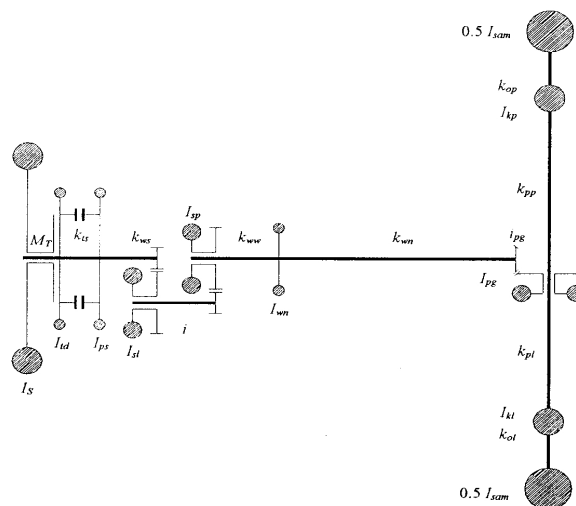 0.5 I_sam
k_op
I_kp
k_pp
I_sp
M_T
k_ts
k_ws
k_ww
k_wn
i_pg
I_pg
I_wn
I_td
I_ps
I_sl
i
k_pl
I_S
I_kl
k_ol
0.5 I_sam